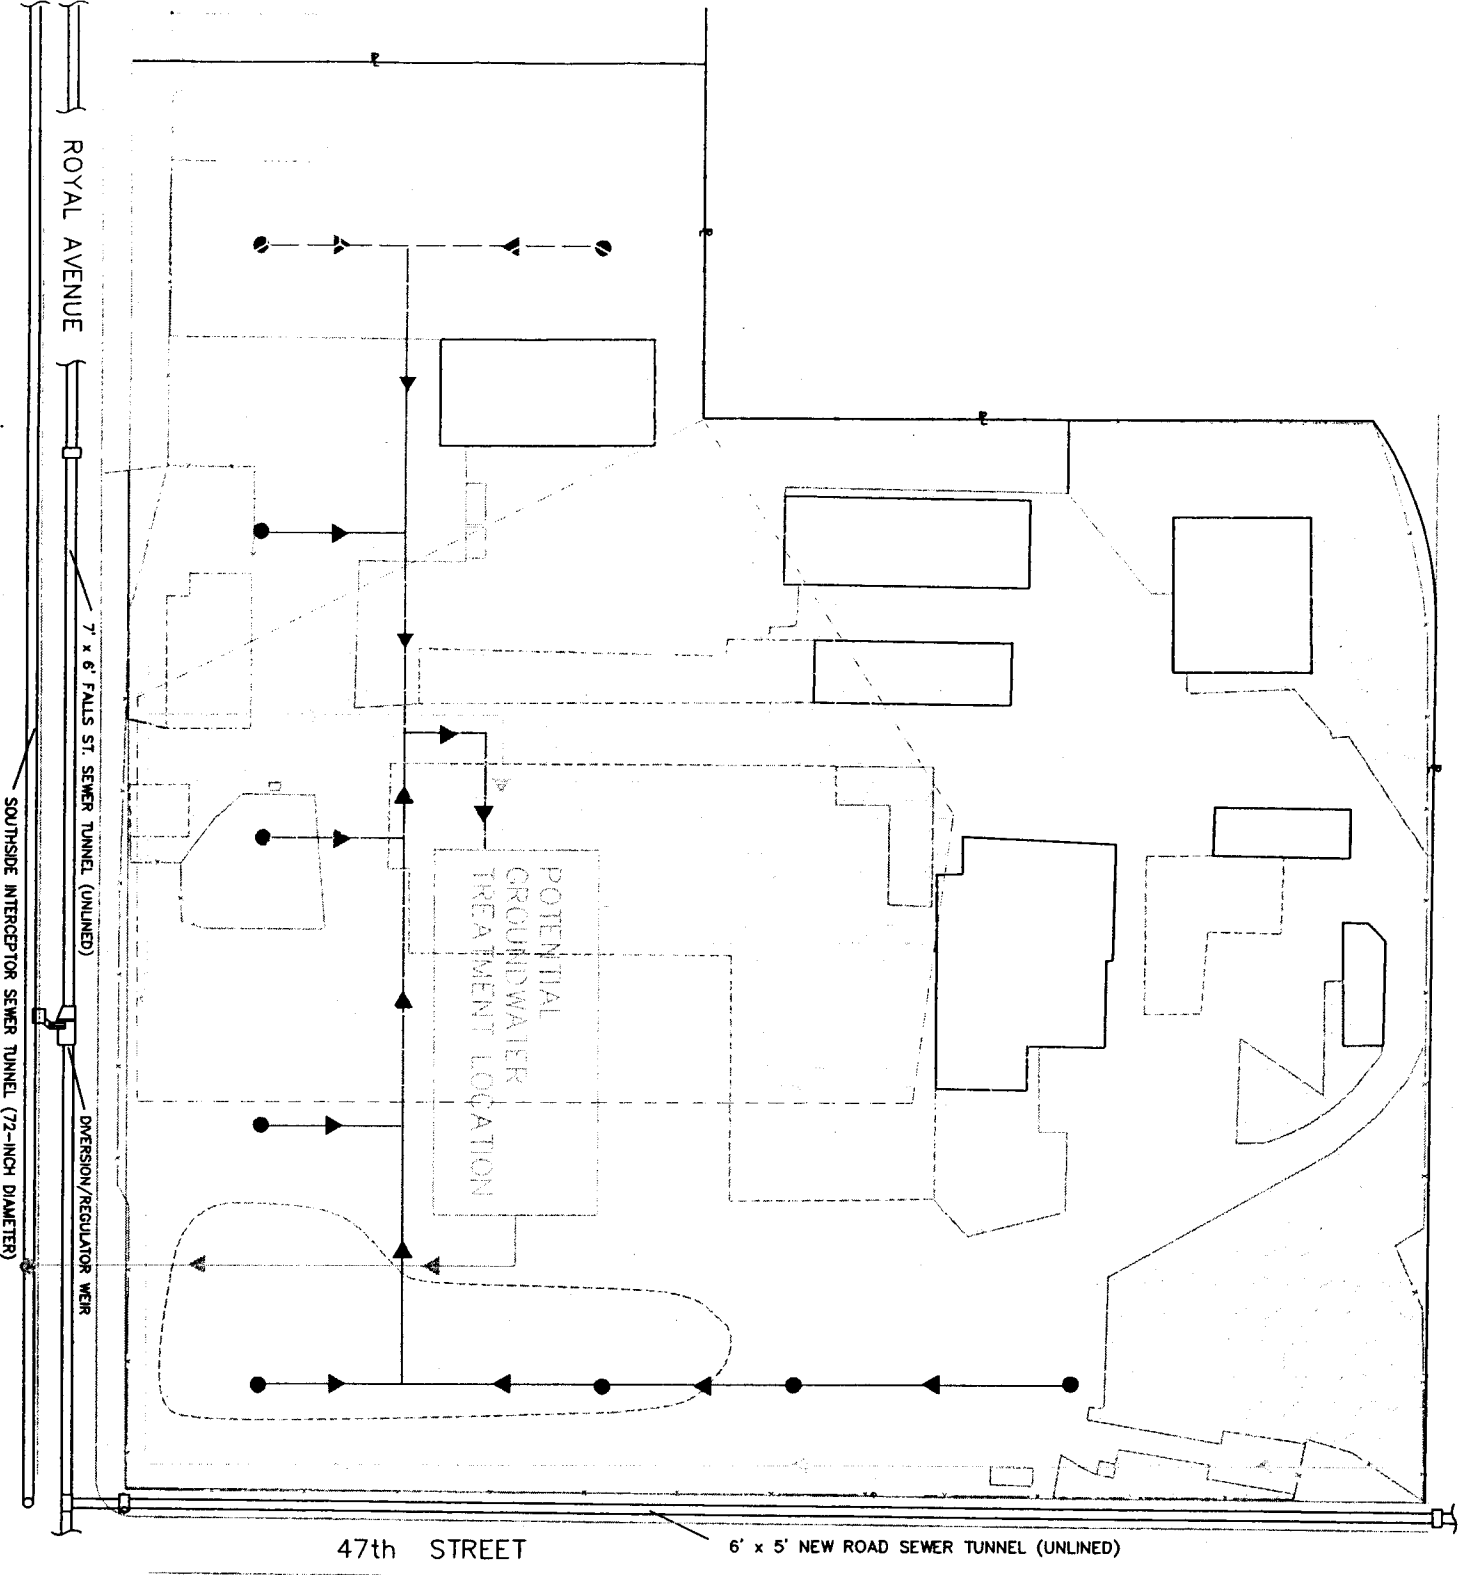 ROYAL AVENUE
7' x 6' FALLS ST. SEWER TUNNEL (UNLINED)
SOUTHSIDE INTERCEPTOR SEWER TUNNEL (72-INCH DIAMETER)
DIVERSION/REGULATOR WEIR
POTENTIAL
GROUNDWATER
TREATMENT LOCATION
47th STREET
6' x 5' NEW ROAD SEWER TUNNEL (UNLINED)